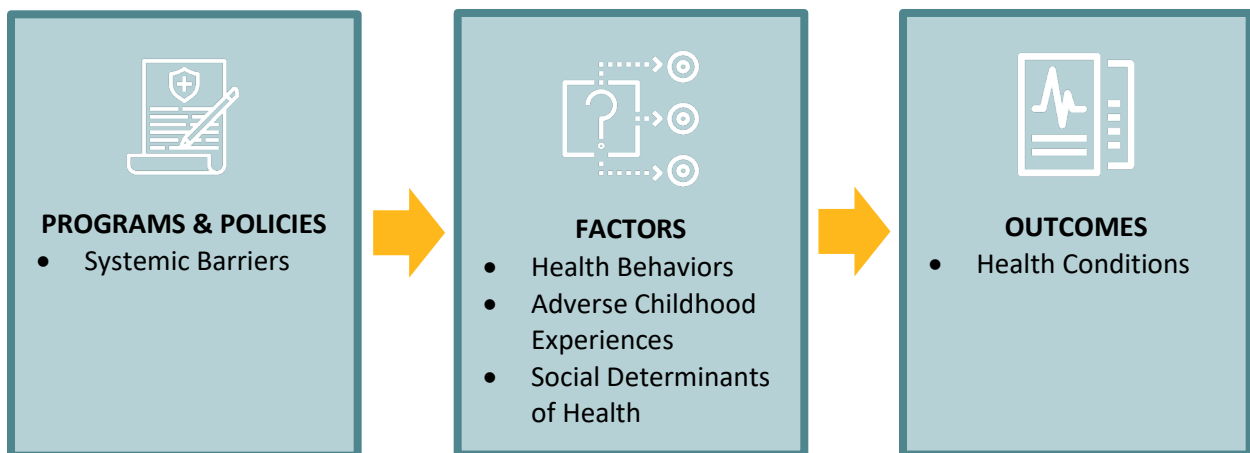 PROGRAMS & POLICIES
• Systemic Barriers
FACTORS
• Health Behaviors
• Adverse Childhood
Experiences
• Social Determinants
of Health
OUTCOMES
• Health Conditions